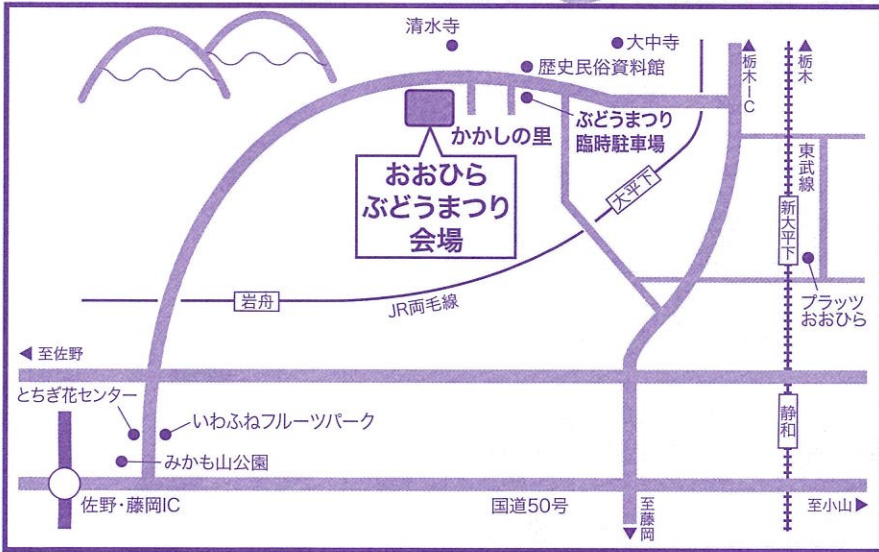 清水寺
大中寺
歴史民俗資料館
栃木IC
栃木
かかしの里
ぶどうまつり
臨時駐車場
おおひら
ぶどうまつり
会場
東武線
大平下
新大平下
岩舟
JR両毛線
プラッツ
おおひら
至佐野
とちぎ花センター
いわふねフルーツパーク
静和
みかも山公園
佐野・藤岡IC
国道50号
至藤岡
至小山